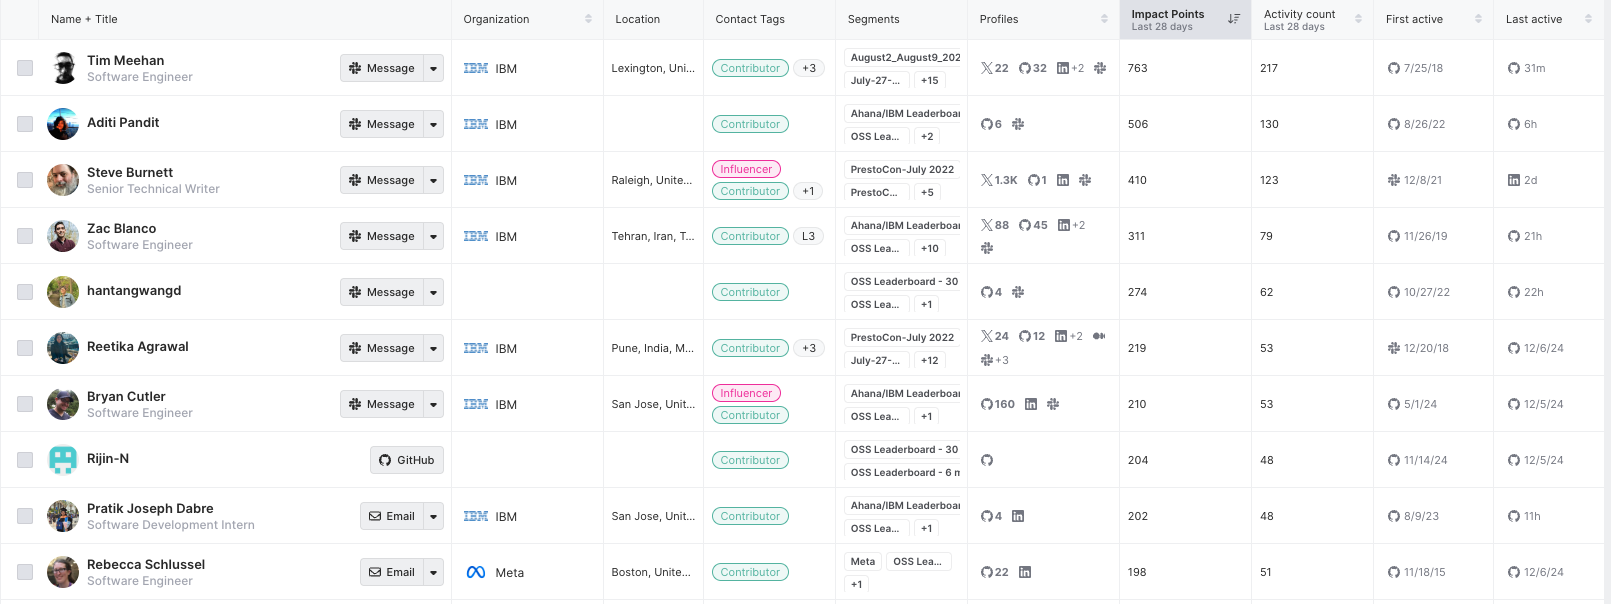 Name + Title Organization Location Contact Tags Segments Profiles Impact Points Last 28 days Activity count Last 28 days First active Last active
Tim Meehan
Software Engineer
Message
IBM IBM
Lexington, Uni...
Contributor +3
August2_August9_202
July-27-... +15
22 32 +2
763
217
7/25/18
31m
Aditi Pandit
Message
IBM IBM
Contributor
Ahana/IBM Leaderboar
OSS Lea... +2
6
506
130
8/26/22
6h
Steve Burnett
Senior Technical Writer
Message
IBM IBM
Raleigh, Unite...
Influencer
Contributor +1
PrestoCon-July 2022
PrestoC... +5
1.3K 1
410
123
12/8/21
2d
Zac Blanco
Software Engineer
Message
IBM IBM
Tehran, Iran, T...
Contributor L3
Ahana/IBM Leaderboar
OSS Lea... +10
88 45 +2
311
79
11/26/19
21h
hantangwangd
Message
Contributor
OSS Leaderboard - 30
OSS Lea... +1
4
274
62
10/27/22
22h
Reetika Agrawal
Message
IBM IBM
Pune, India, M...
Contributor +3
PrestoCon-July 2022
July-27-... +12
24 12 +2
+3
219
53
12/20/18
12/6/24
Bryan Cutler
Software Engineer
Message
IBM IBM
San Jose, Unit...
Influencer
Contributor
Ahana/IBM Leaderboar
OSS Lea... +1
160
210
53
5/1/24
12/5/24
Rijin-N
GitHub
Contributor
OSS Leaderboard - 30
OSS Leaderboard - 6 m
204
48
11/14/24
12/5/24
Pratik Joseph Dabre
Software Development Intern
Email
IBM IBM
San Jose, Unit...
Contributor
Ahana/IBM Leaderboar
OSS Lea... +1
4
202
48
8/9/23
11h
Rebecca Schlussel
Software Engineer
Email
Meta
Boston, Unite...
Contributor
Meta OSS Lea...
+1
22
198
51
11/18/15
12/6/24